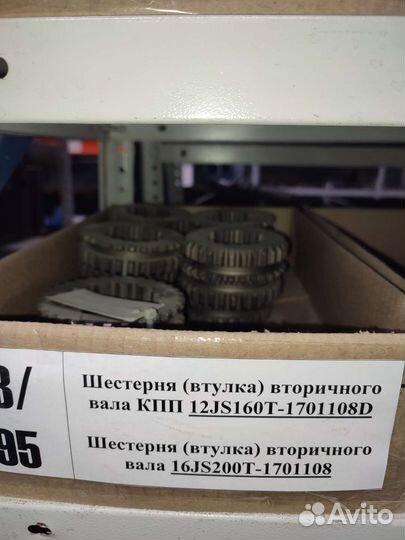 3/
95
Шестерня (втулка) вторичного
вала КПП 12JS160T-1701108D
Шестерня (втулка) вторичного
вала 16JS200T-1701108
Avito